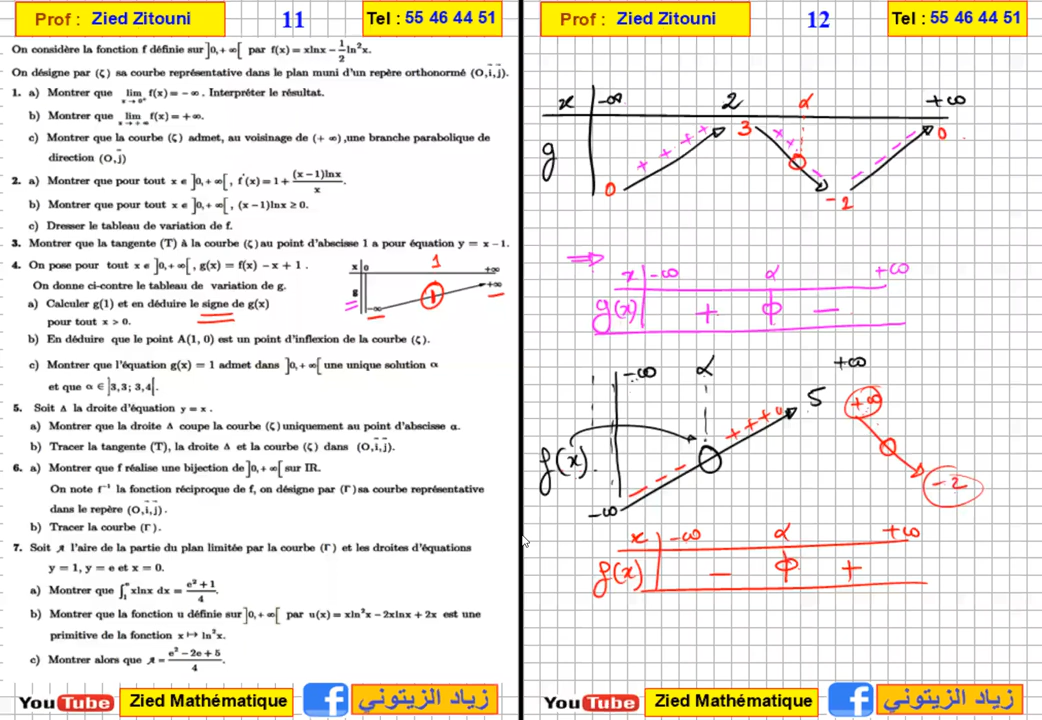 Prof : Zied Zitouni
11
Tel : 55 46 44 51
On considère la fonction f définie sur ]0,+∞[ par f(x) = xlnx − 1/2 ln²x.
On désigne par (ζ) sa courbe représentative dans le plan muni d'un repère orthonormé (O,i,j).
1. a) Montrer que lim x→0⁺ f(x) = −∞. Interpréter le résultat.
b) Montrer que lim x→+∞ f(x) = +∞.
c) Montrer que la courbe (ζ) admet, au voisinage de (+∞) ,une branche parabolique de
direction (O,j)
2. a) Montrer que pour tout x ∈ ]0,+∞[, f'(x) = 1 + (x−1)lnx / x.
b) Montrer que pour tout x ∈ ]0,+∞[, (x−1)lnx ≥ 0.
c) Dresser le tableau de variation de f.
3. Montrer que la tangente (T) à la courbe (ζ) au point d'abscisse 1 a pour équation y = x − 1.
4. On pose pour tout x ∈ ]0,+∞[, g(x) = f(x) − x + 1.
On donne ci-contre le tableau de variation de g.
a) Calculer g(1) et en déduire le signe de g(x)
pour tout x > 0.
x 0 1 +∞
g −∞ +∞
b) En déduire que le point A(1, 0) est un point d'inflexion de la courbe (ζ).
c) Montrer que l'équation g(x) = 1 admet dans ]0,+∞[ une unique solution α
et que α ∈ ]3,3; 3,4[.
5. Soit Δ la droite d'équation y = x.
a) Montrer que la droite Δ coupe la courbe (ζ) uniquement au point d'abscisse α.
b) Tracer la tangente (T), la droite Δ et la courbe (ζ) dans (O,i,j).
6. a) Montrer que f réalise une bijection de ]0,+∞[ sur IR.
On note f⁻¹ la fonction réciproque de f, on désigne par (Γ) sa courbe représentative
dans le repère (O,i,j).
b) Tracer la courbe (Γ).
7. Soit 𝒜 l'aire de la partie du plan limitée par la courbe (Γ) et les droites d'équations
y = 1, y = e et x = 0.
a) Montrer que ∫₁ᵉ xlnx dx = (e² + 1)/4.
b) Montrer que la fonction u définie sur ]0,+∞[ par u(x) = xln²x − 2xlnx + 2x est une
primitive de la fonction x ↦ ln²x.
c) Montrer alors que 𝒜 = (e² − 2e + 5)/4.
You Tube
Zied Mathématique
f
زياد الزيتوني
Prof : Zied Zitouni
12
Tel : 55 46 44 51
x -∞ 2 α +∞
g 0 + + + + 3 + + -2 - - - 0
⇒
x -∞ α +∞
g(x) + 0 −
-∞ α +∞
f(x) -∞ - - - + + + + 5 +∞ -2
x -∞ α +∞
f(x) − 0 +
You Tube
Zied Mathématique
f
زياد الزيتوني